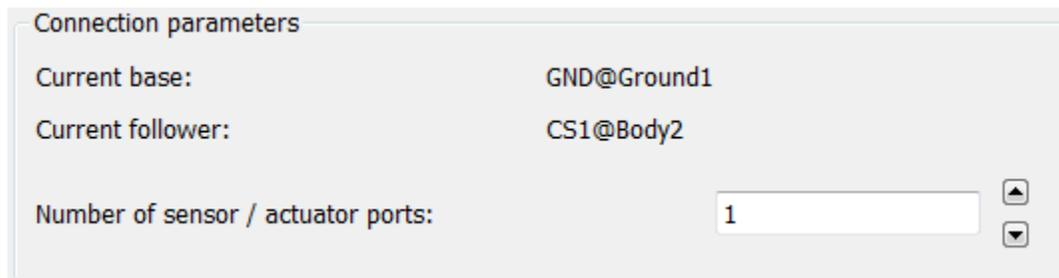 Connection parameters
Current base: GND@Ground1
Current follower: CS1@Body2
Number of sensor / actuator ports: 1